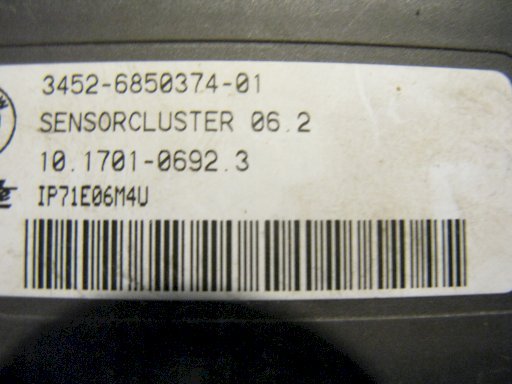 3452-6850374-01
SENSORCLUSTER 06.2
10.1701-0692.3
IP71E06M4U